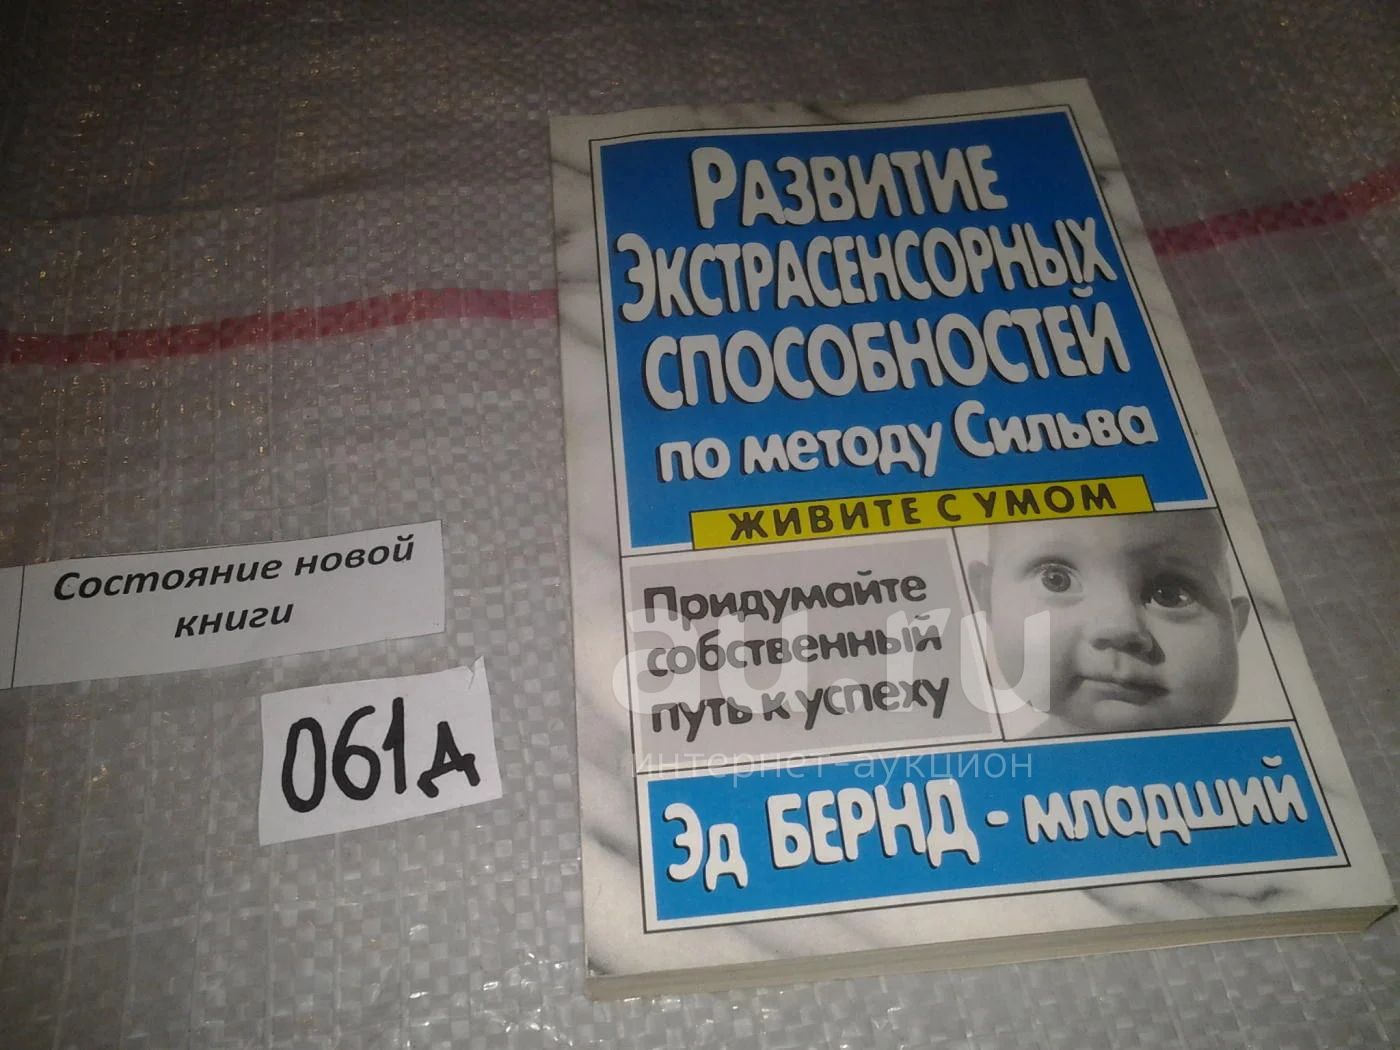 Развитие
Экстрасенсорных
способностей
по методу Сильва
ЖИВИТЕ С УМОМ
Придумайте
собственный
путь к успеху
Эд БЕРНД - младший
Состояние новой
книги
061д
au.ru
интернет-аукцион